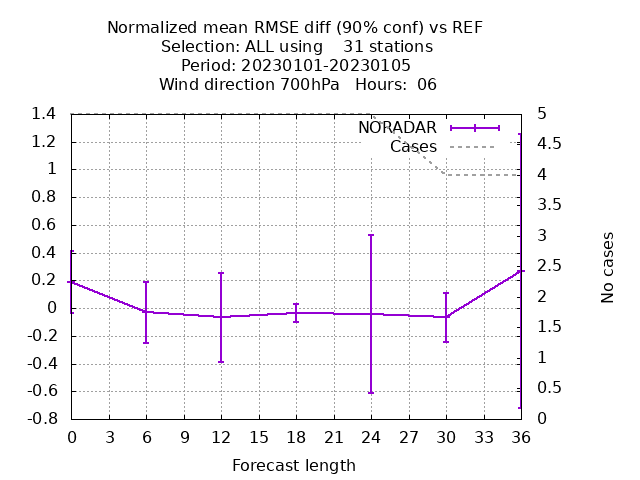 Normalized mean RMSE diff (90% conf) vs REF
Selection: ALL using    31 stations
Period: 20230101-20230105
Wind direction 700hPa   Hours:  06
NORADAR
Cases
1.4
1.2
1
0.8
0.6
0.4
0.2
0
-0.2
-0.4
-0.6
-0.8
5
4.5
4
3.5
3
2.5
2
1.5
1
0.5
0
No cases
0 3 6 9 12 15 18 21 24 27 30 33 36
Forecast length